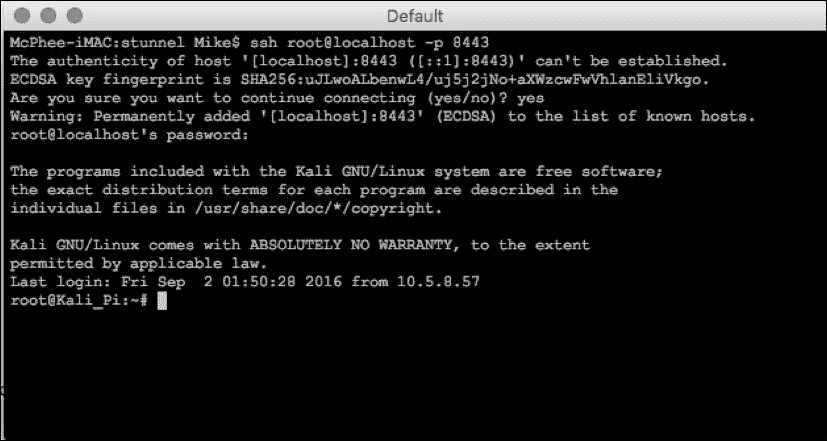 Default
McPhee-iMAC:stunnel Mike$ ssh root@localhost -p 8443
The authenticity of host '[localhost]:8443 ([::1]:8443)' can't be established.
ECDSA key fingerprint is SHA256:uJLwoALbenwL4/uj5j2jNo+aXWzcwFwVhlanEliVkgo.
Are you sure you want to continue connecting (yes/no)? yes
Warning: Permanently added '[localhost]:8443' (ECDSA) to the list of known hosts.
root@localhost's password:
The programs included with the Kali GNU/Linux system are free software;
the exact distribution terms for each program are described in the
individual files in /usr/share/doc/*/copyright.
Kali GNU/Linux comes with ABSOLUTELY NO WARRANTY, to the extent
permitted by applicable law.
Last login: Fri Sep  2 01:50:28 2016 from 10.5.8.57
root@Kali_Pi:~#